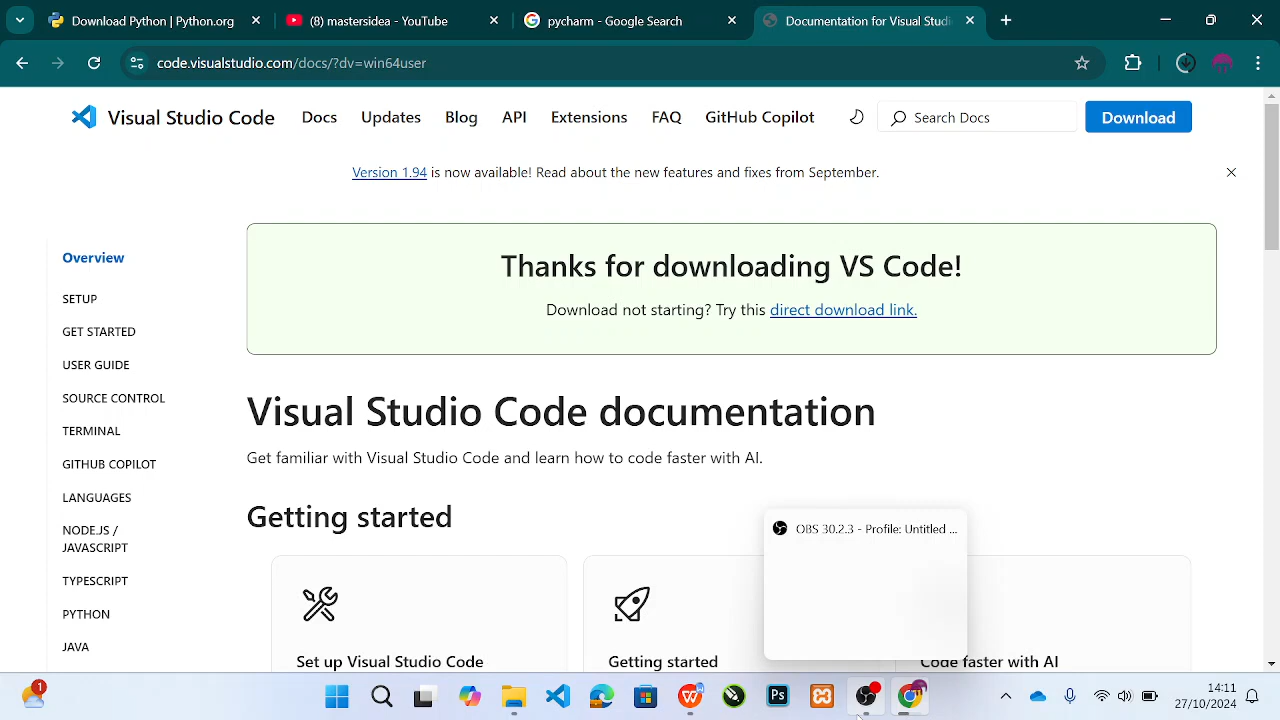 Download Python | Python.org
(8) mastersidea - YouTube
pycharm - Google Search
Documentation for Visual Studi
code.visualstudio.com/docs/?dv=win64user
Visual Studio Code
Docs
Updates
Blog
API
Extensions
FAQ
GitHub Copilot
Search Docs
Download
Version 1.94 is now available! Read about the new features and fixes from September.
Thanks for downloading VS Code!
Download not starting? Try this direct download link.
Overview
SETUP
GET STARTED
USER GUIDE
SOURCE CONTROL
TERMINAL
GITHUB COPILOT
LANGUAGES
NODE.JS /
JAVASCRIPT
TYPESCRIPT
PYTHON
JAVA
Visual Studio Code documentation
Get familiar with Visual Studio Code and learn how to code faster with AI.
Getting started
OBS 30.2.3 - Profile: Untitled ...
Set up Visual Studio Code
Getting started
Code faster with AI
1
Ps
14:11
27/10/2024